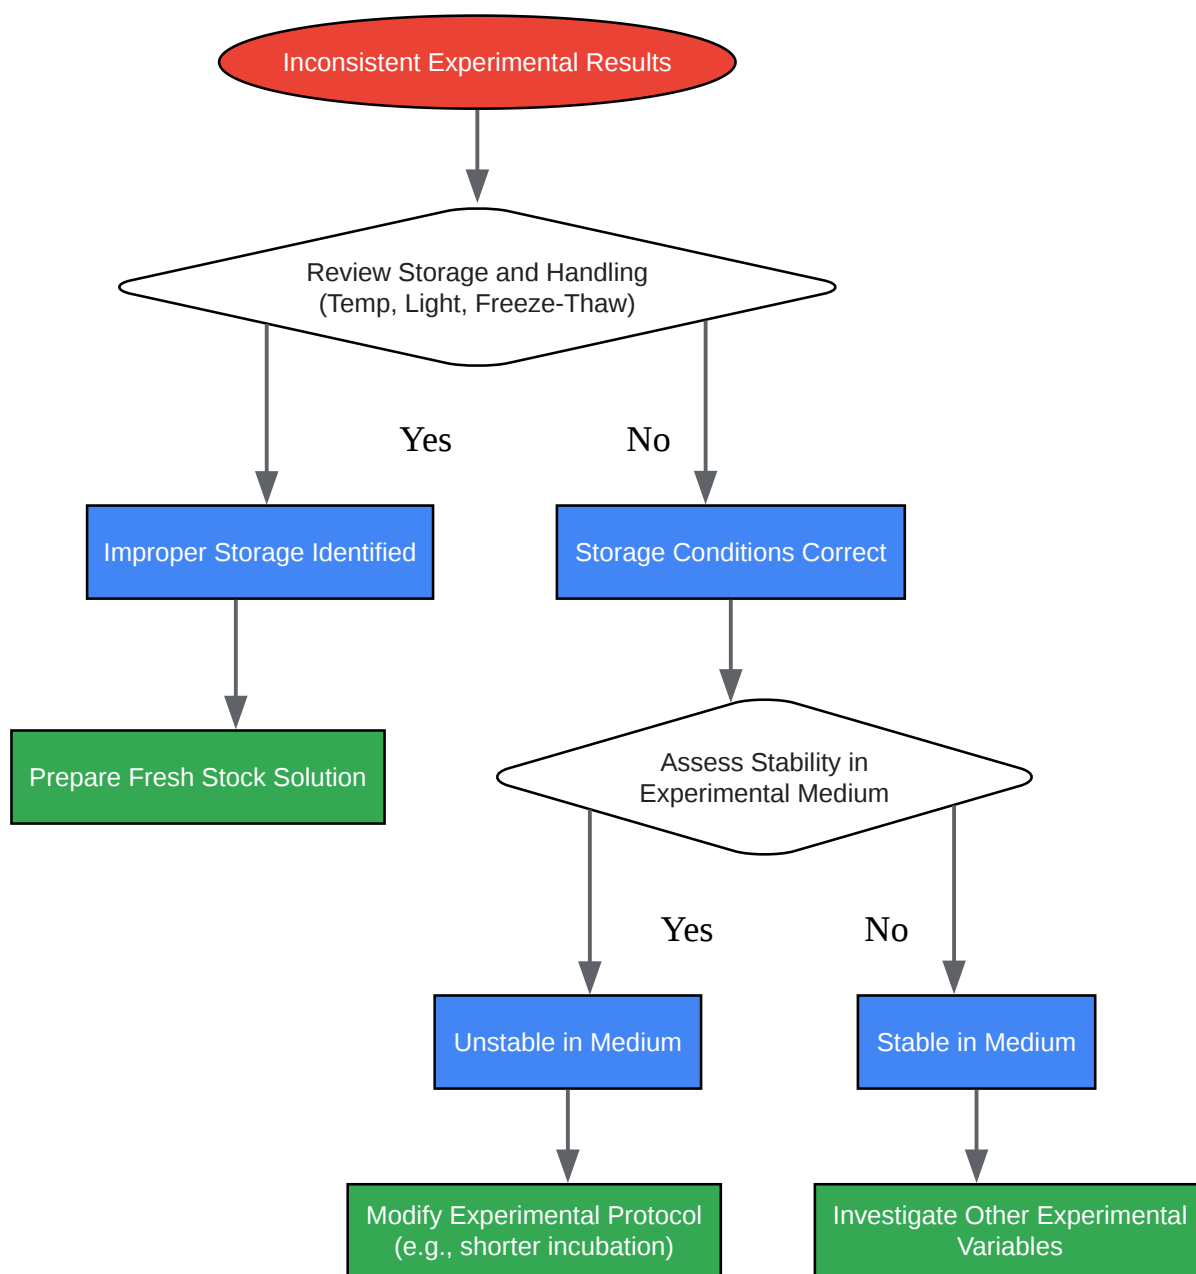 Inconsistent Experimental Results
Review Storage and Handling
(Temp, Light, Freeze-Thaw)
Yes
No
Improper Storage Identified
Storage Conditions Correct
Prepare Fresh Stock Solution
Assess Stability in
Experimental Medium
Yes
No
Unstable in Medium
Stable in Medium
Modify Experimental Protocol
(e.g., shorter incubation)
Investigate Other Experimental
Variables